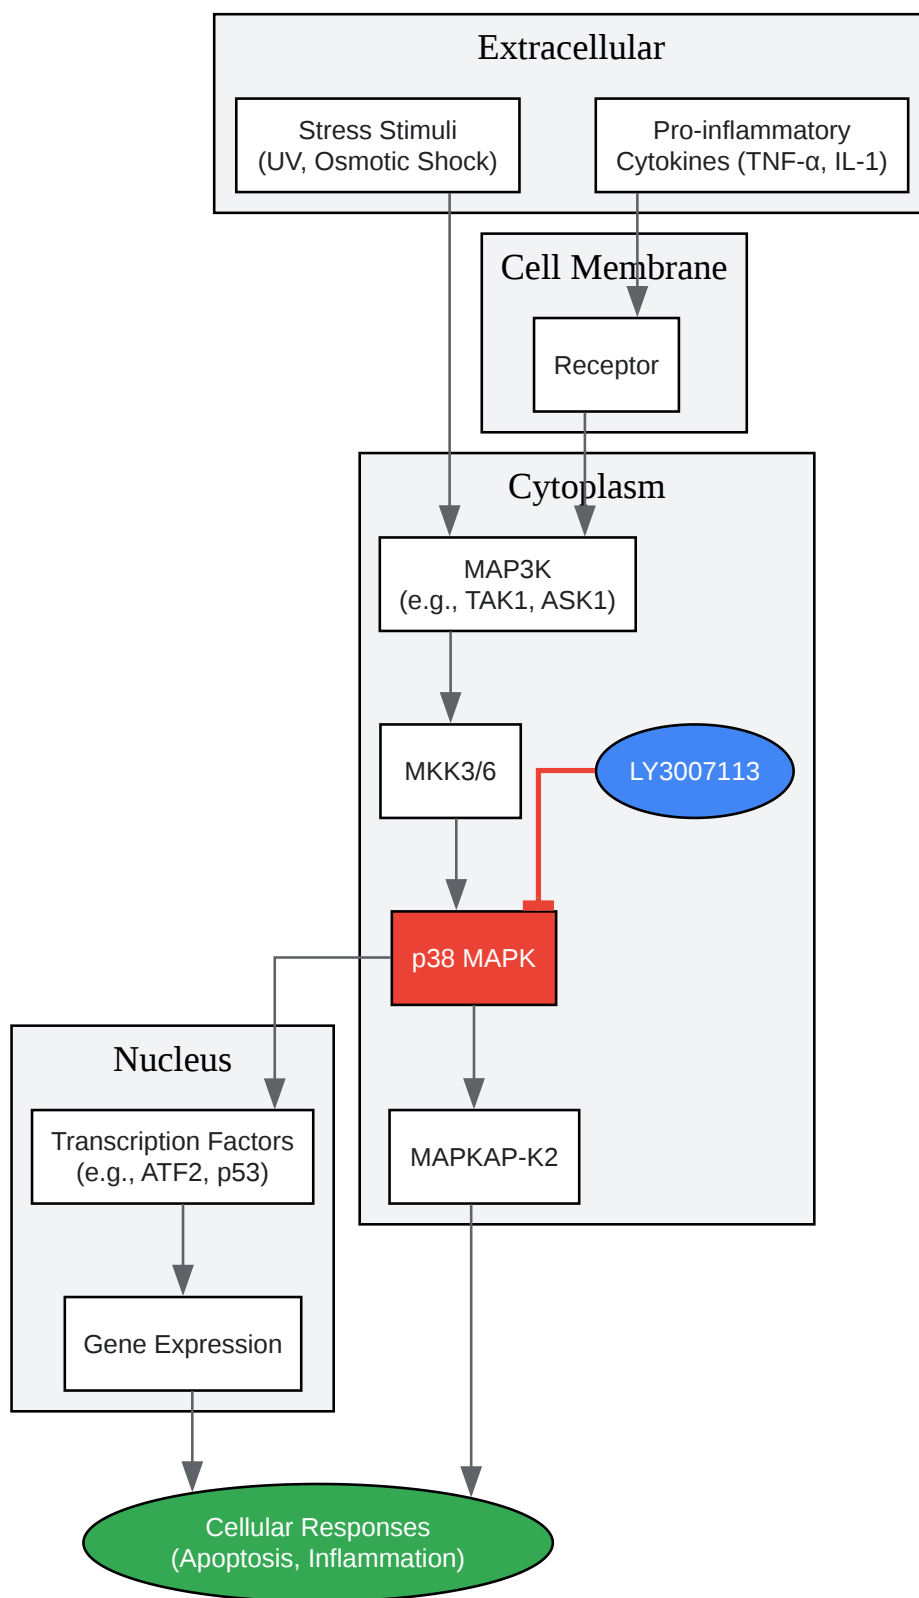 Extracellular
Stress Stimuli
(UV, Osmotic Shock)
Pro-inflammatory
Cytokines (TNF-α, IL-1)
Cell Membrane
Receptor
Cytoplasm
MAP3K
(e.g., TAK1, ASK1)
MKK3/6
LY3007113
p38 MAPK
Nucleus
Transcription Factors
(e.g., ATF2, p53)
MAPKAP-K2
Gene Expression
Cellular Responses
(Apoptosis, Inflammation)